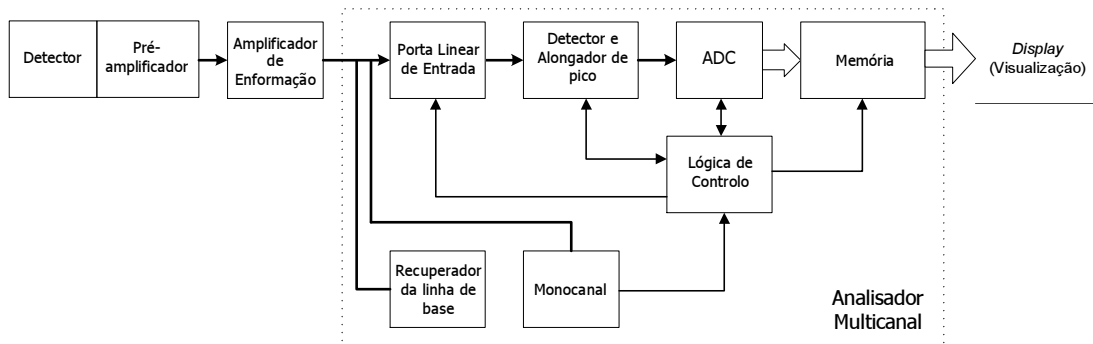 Detector
Pré-
amplificador
Amplificador
de
Enformação
Porta Linear
de Entrada
Detector e
Alongador de
pico
ADC
Memória
Display
(Visualização)
Lógica de
Controlo
Recuperador
da linha de
base
Monocanal
Analisador
Multicanal